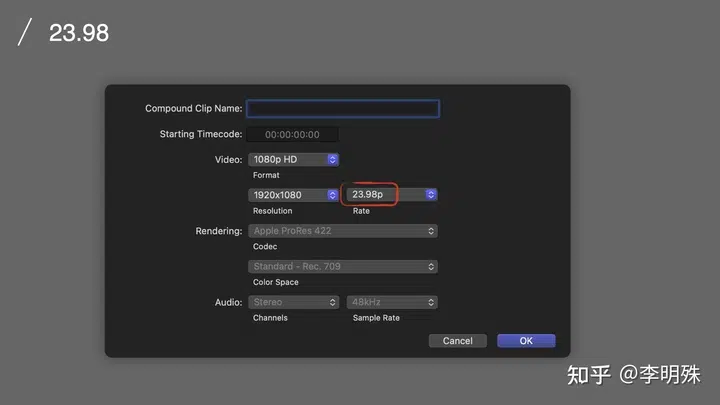 / 23.98
Compound Clip Name:
Starting Timecode: 00:00:00:00
Video: 1080p HD
Format
1920x1080 23.98p
Resolution Rate
Rendering: Apple ProRes 422
Codec
Standard - Rec. 709
Color Space
Audio: Stereo 48kHz
Channels Sample Rate
Cancel OK
知乎 @李明殊